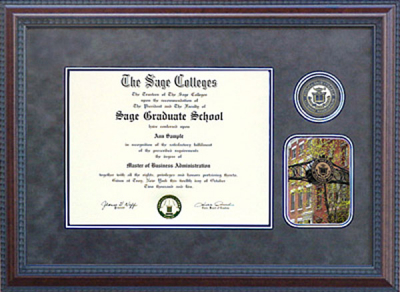 The Sage Colleges
The Trustees of The Sage Colleges
upon the recommendation of
The President and The Faculty of
Sage Graduate School
have conferred upon
Ann Sample
in recognition of the satisfactory fulfillment
of the prescribed requirements
the degree of
Master of Business Administration
together with all the rights, privileges and honors pertaining thereto.
Given at Troy, New York this twelfth day of October
Two thousand and